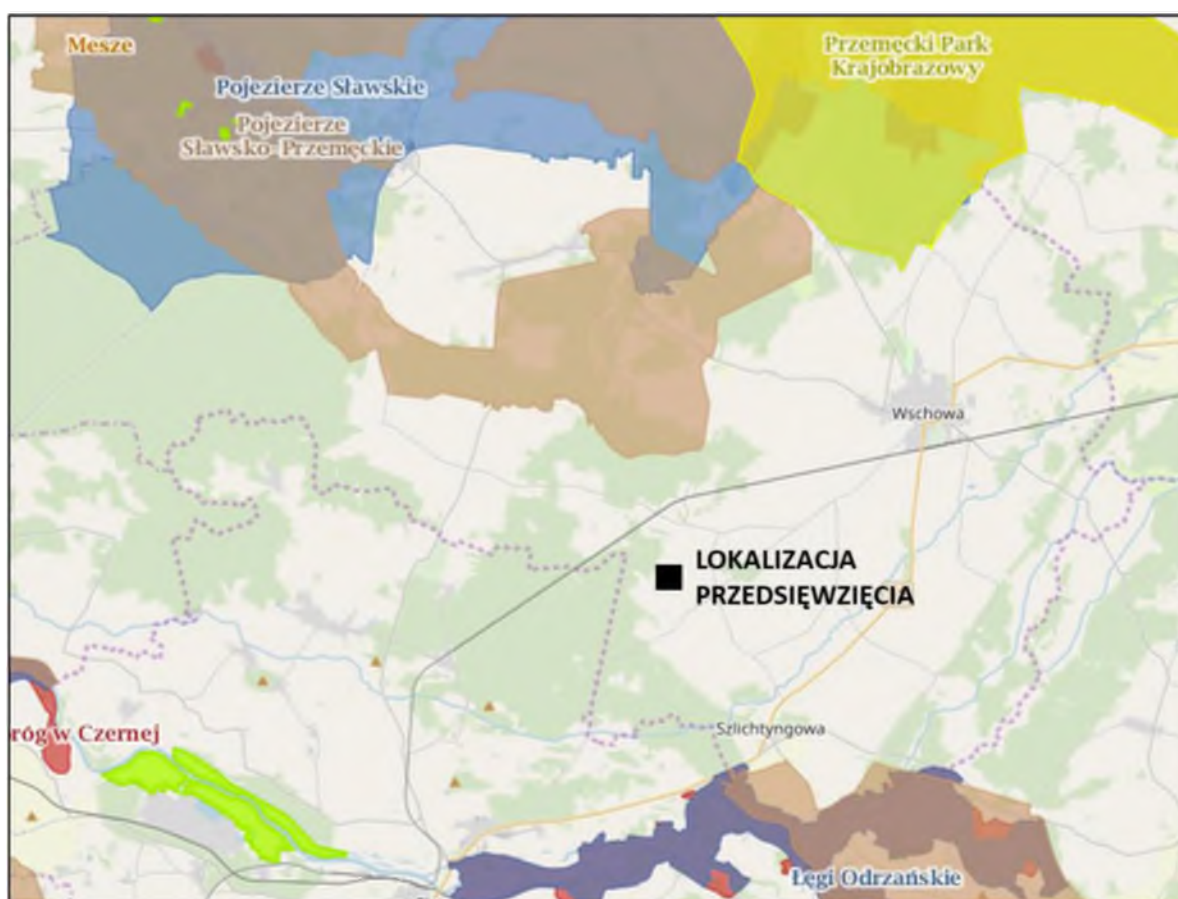 Mesze
Przemęcki Park
Krajobrazowy
Pojezierze Sławskie
Pojezierze
Sławsko-Przemęckie
Wschowa
LOKALIZACJA
PRZEDSIĘWZIĘCIA
Szlichtyngowa
róg w Czernej
Łęgi Odrzańskie